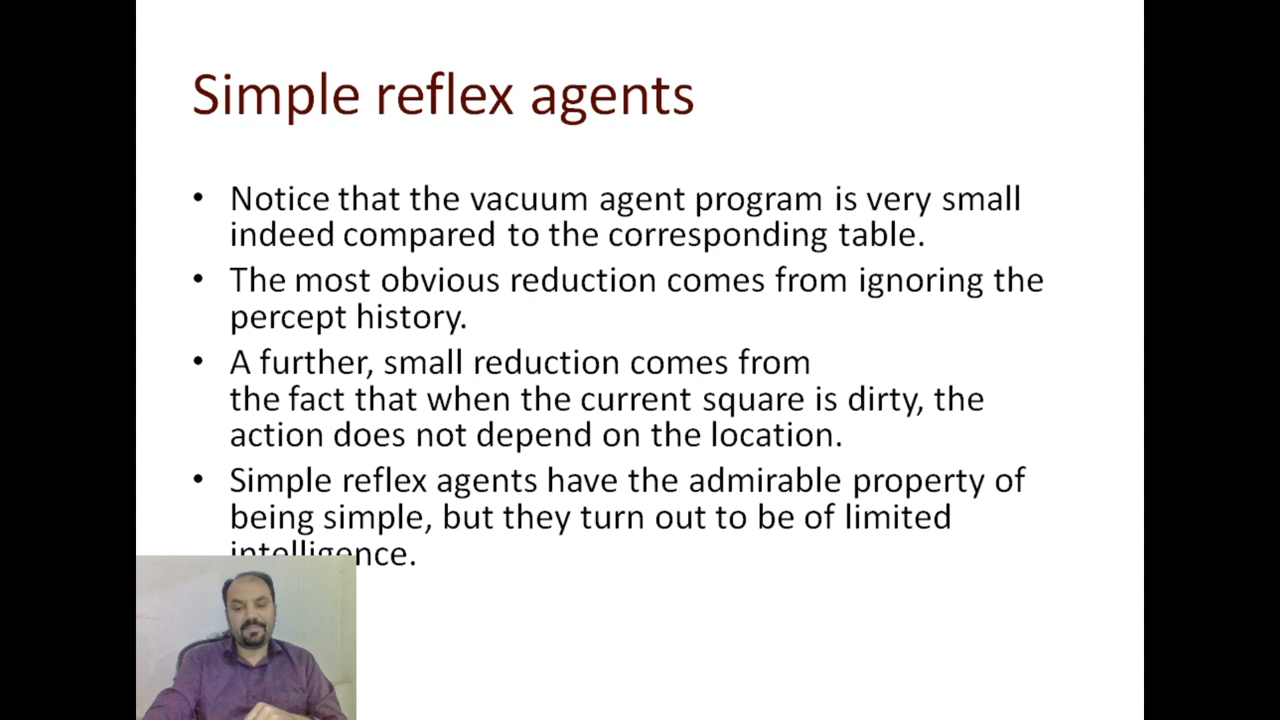 Simple reflex agents
• Notice that the vacuum agent program is very small
indeed compared to the corresponding table.
• The most obvious reduction comes from ignoring the
percept history.
• A further, small reduction comes from
the fact that when the current square is dirty, the
action does not depend on the location.
• Simple reflex agents have the admirable property of
being simple, but they turn out to be of limited
intelligence.